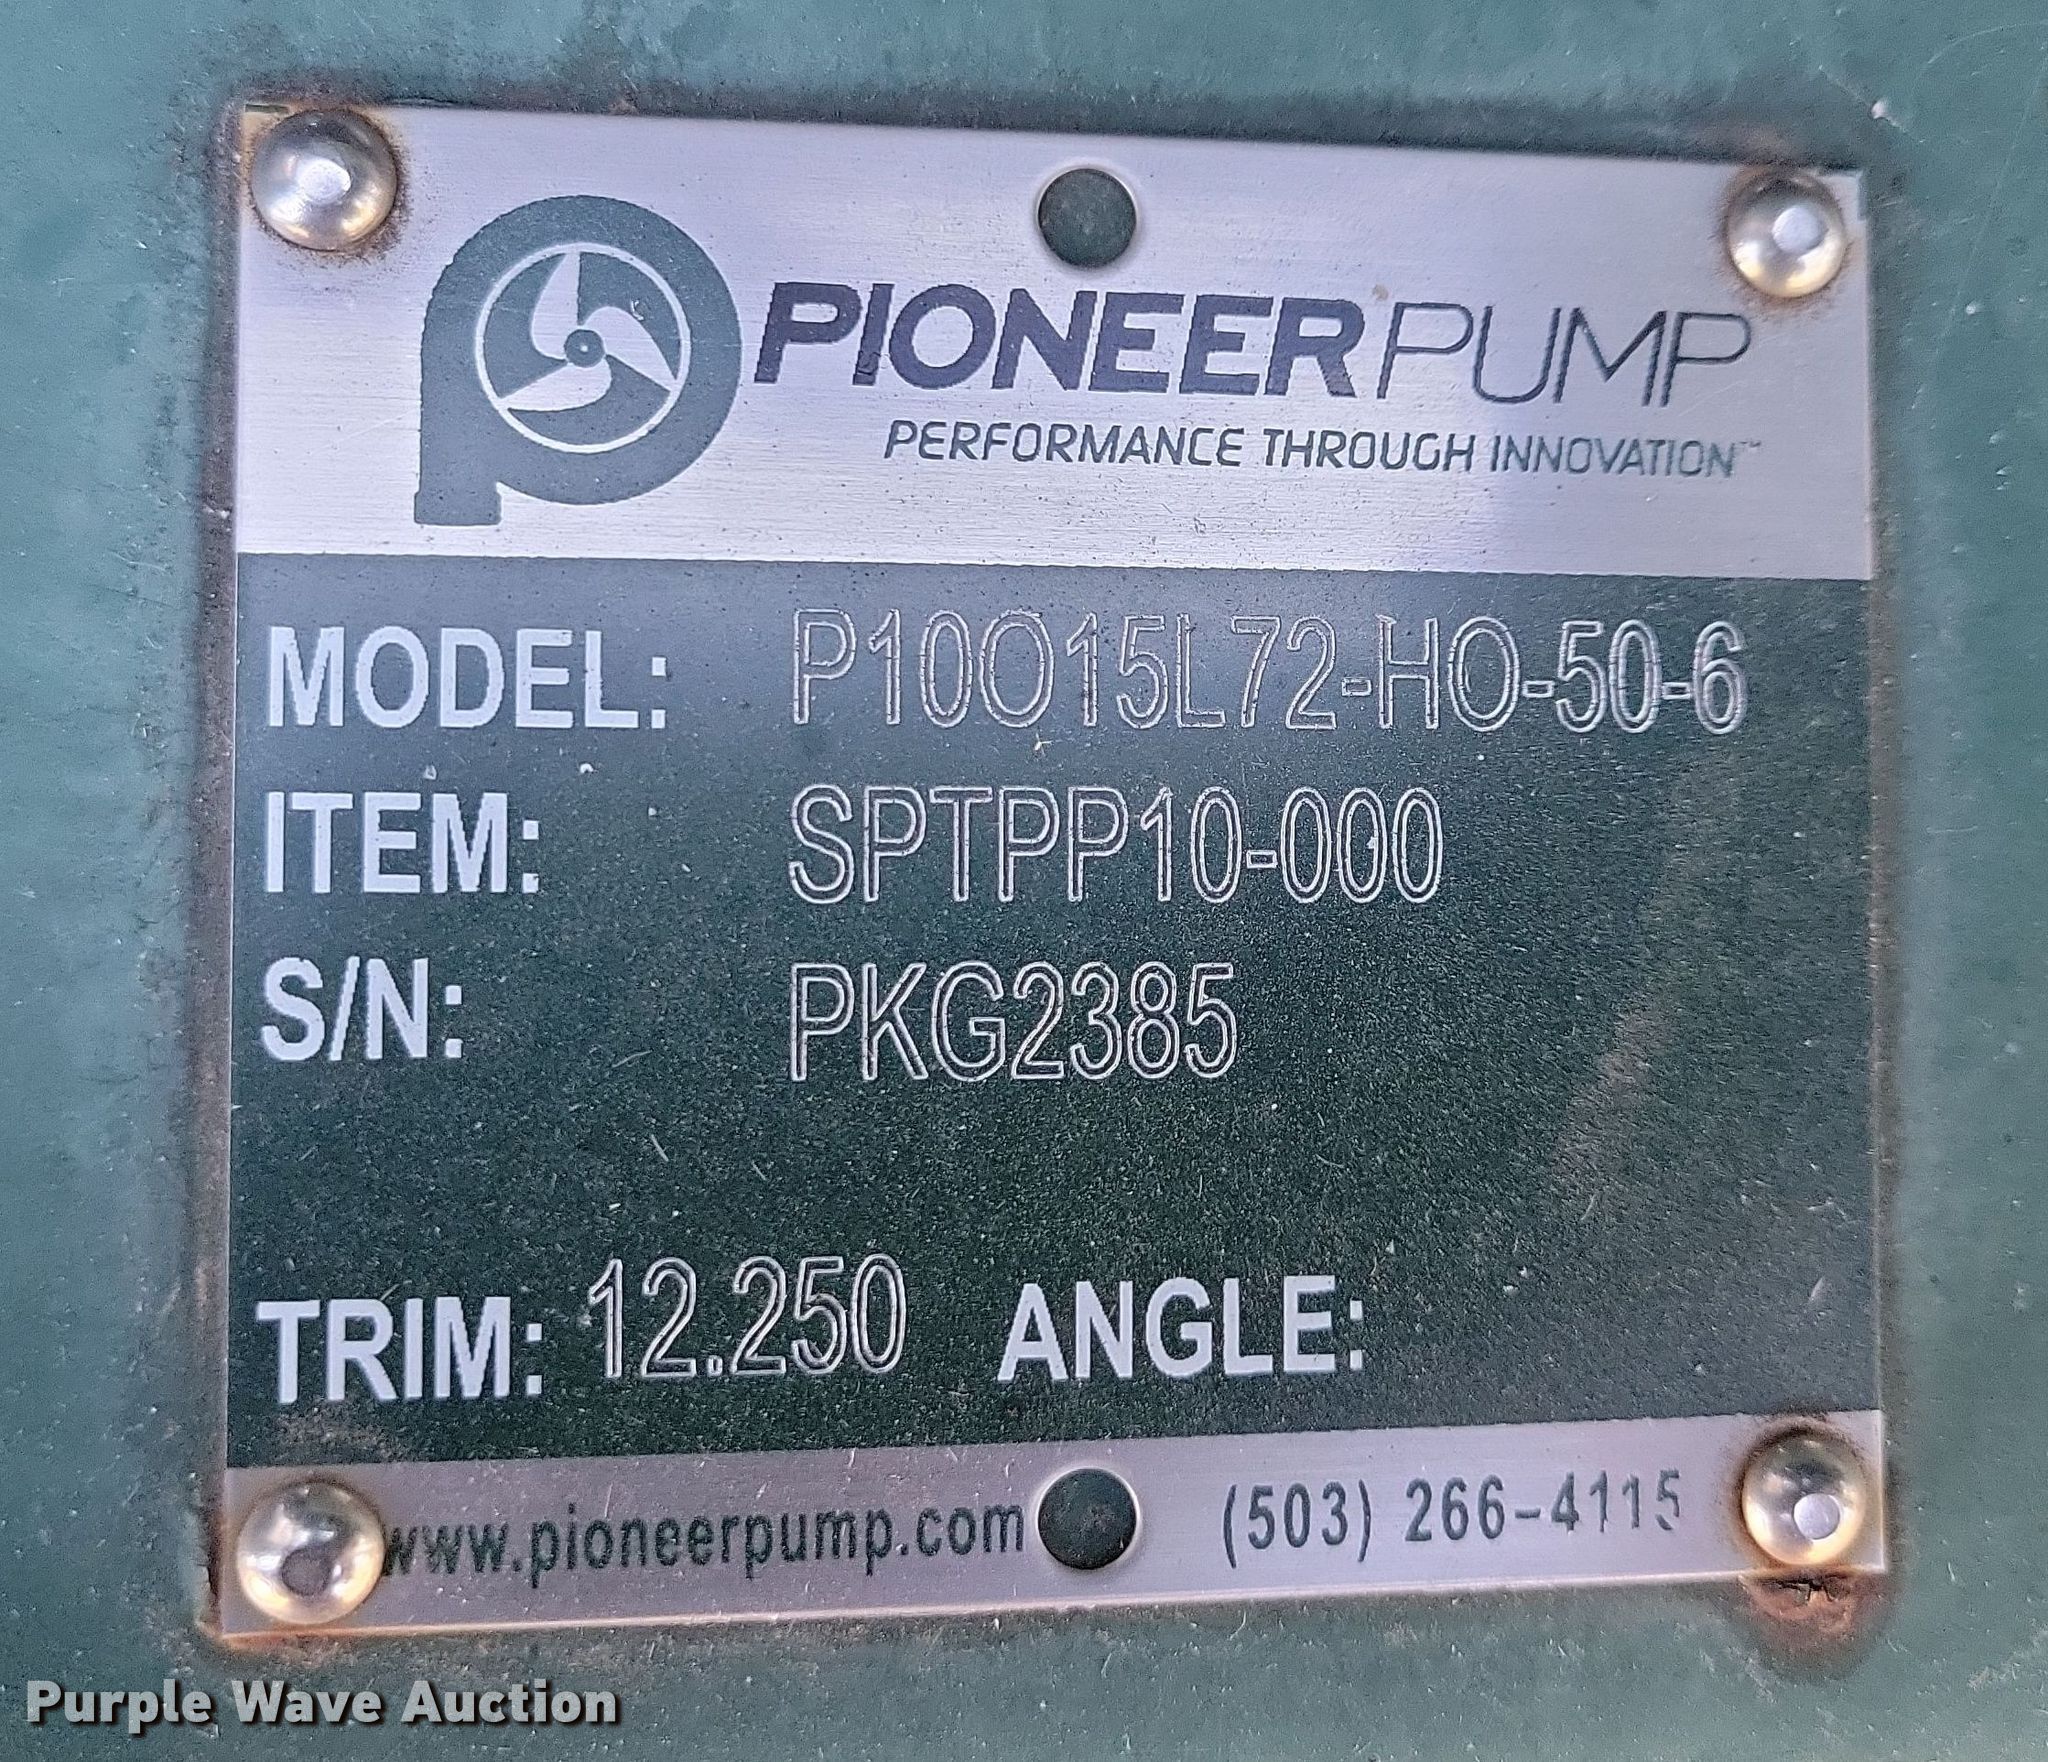 PIONEERPUMP
PERFORMANCE THROUGH INNOVATION™
MODEL: P10O15L72-HO-50-6
ITEM: SPTPP10-000
S/N: PKG2385
TRIM: 12.250 ANGLE:
www.pioneerpump.com (503) 266-4115
Purple Wave Auction